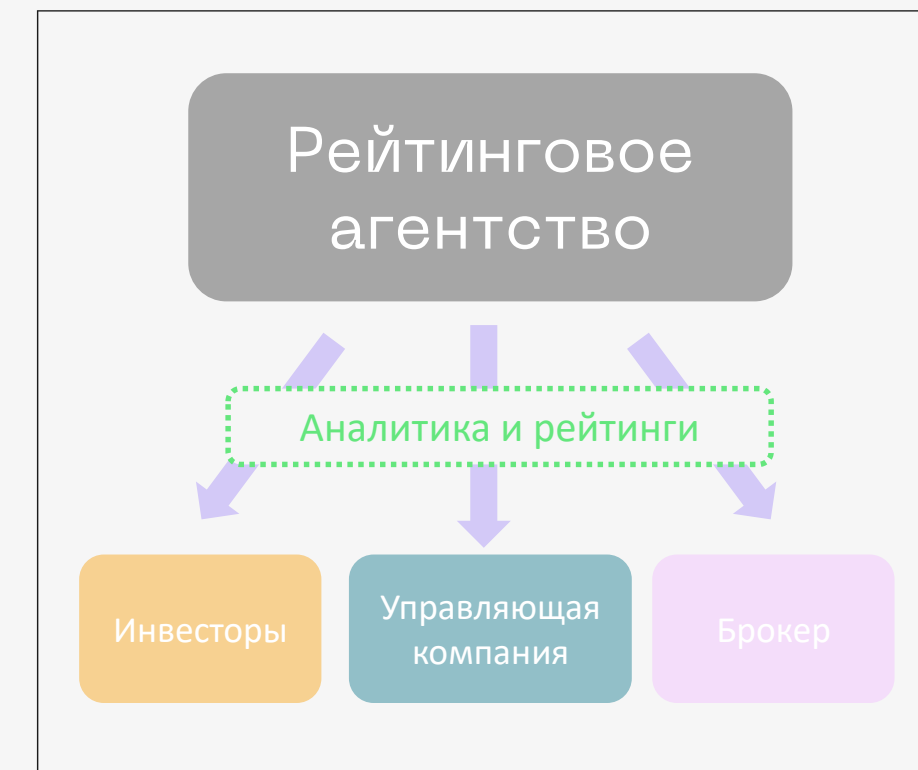 Рейтинговое
агентство
Аналитика и рейтинги
Инвесторы
Управляющая
компания
Брокер